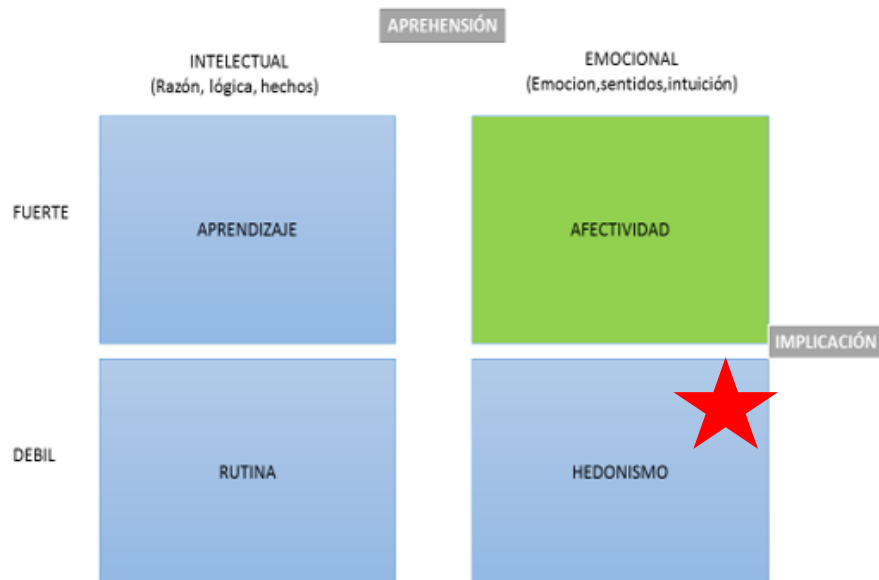 APREHENSIÓN
INTELECTUAL
(Razón, lógica, hechos)
EMOCIONAL
(Emocion,sentidos,intuición)
FUERTE
APRENDIZAJE
AFECTIVIDAD
IMPLICACIÓN
DEBIL
RUTINA
HEDONISMO